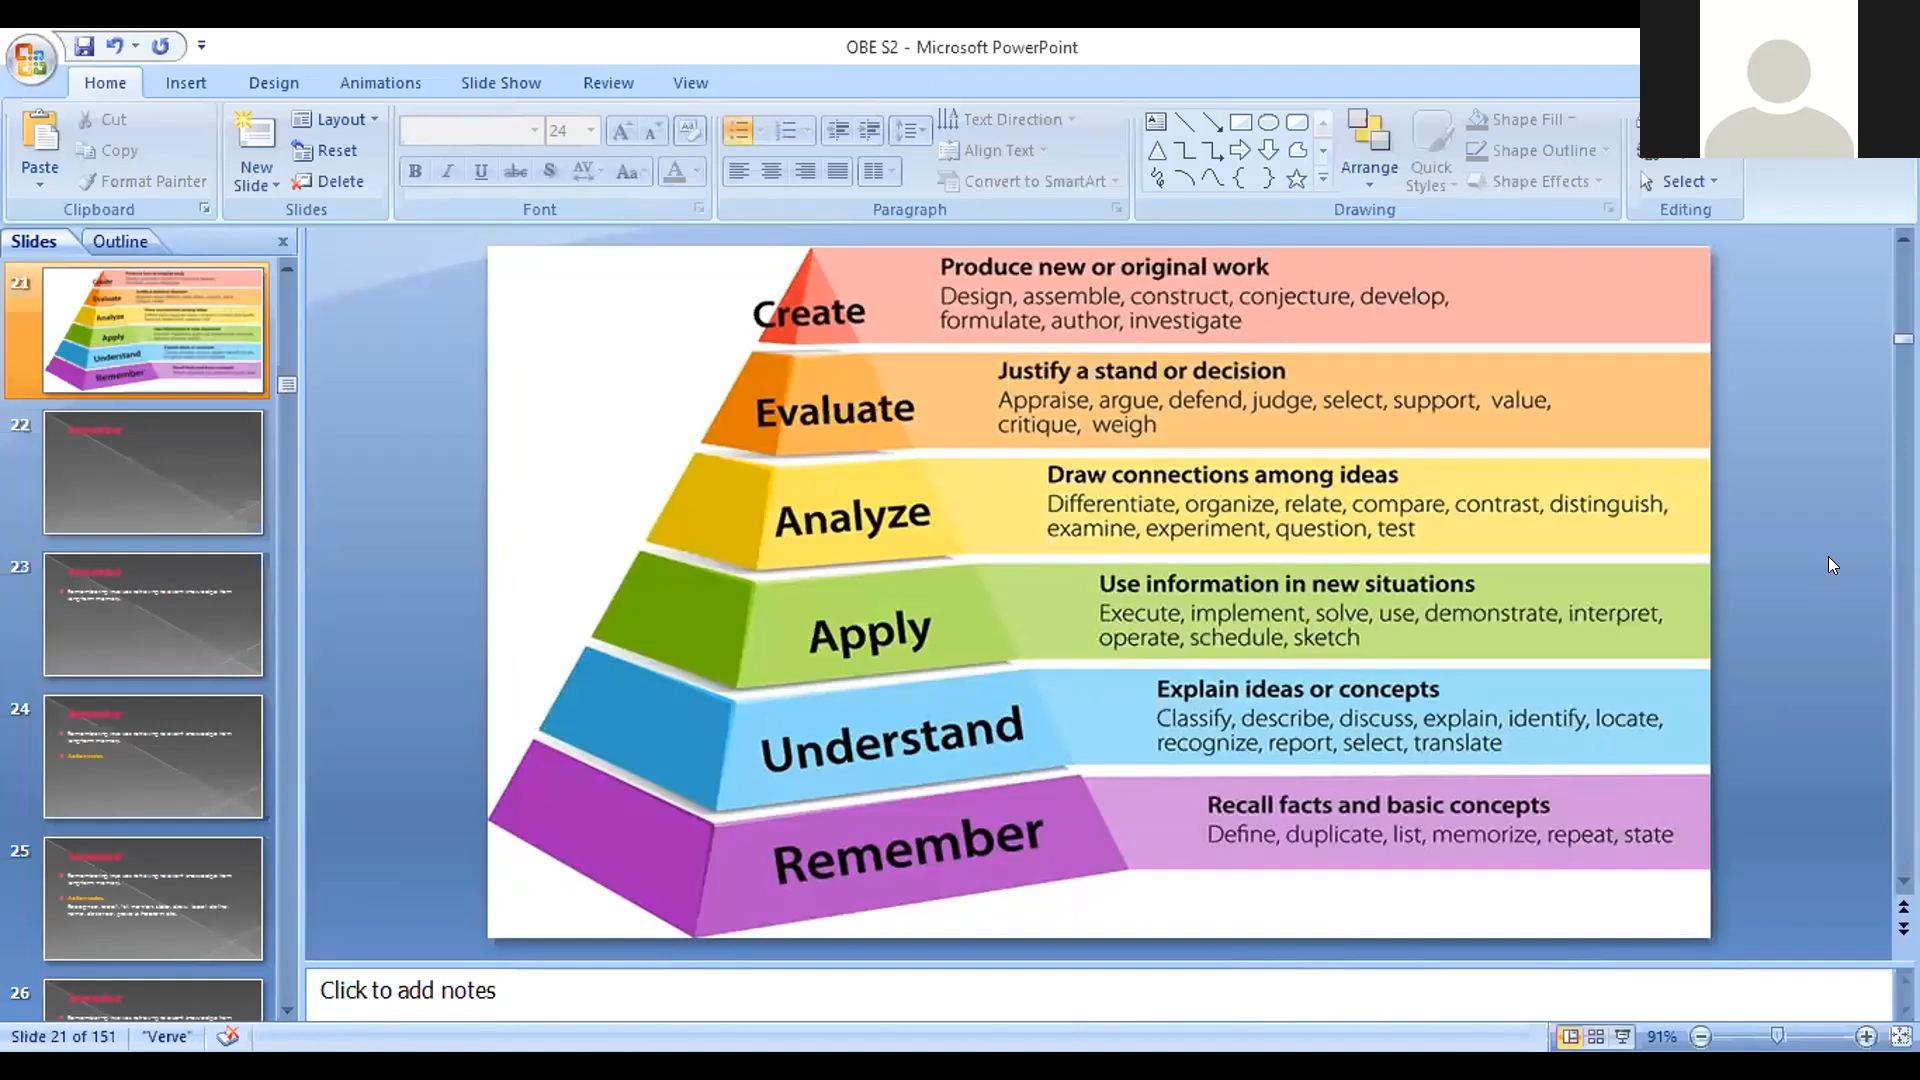 OBE S2 - Microsoft PowerPoint
Home Insert Design Animations Slide Show Review View
Paste
Cut
Copy
Format Painter
Clipboard
New Slide
Layout
Reset
Delete
Slides
24
B I U abc S AV Aa A
Font
Text Direction
Align Text
Convert to SmartArt
Paragraph
Arrange
Quick Styles
Shape Fill
Shape Outline
Shape Effects
Drawing
Select
Editing
Slides Outline x
21
22
23
24
25
26
Create
Produce new or original work
Design, assemble, construct, conjecture, develop,
formulate, author, investigate
Evaluate
Justify a stand or decision
Appraise, argue, defend, judge, select, support, value,
critique, weigh
Analyze
Draw connections among ideas
Differentiate, organize, relate, compare, contrast, distinguish,
examine, experiment, question, test
Apply
Use information in new situations
Execute, implement, solve, use, demonstrate, interpret,
operate, schedule, sketch
Understand
Explain ideas or concepts
Classify, describe, discuss, explain, identify, locate,
recognize, report, select, translate
Remember
Recall facts and basic concepts
Define, duplicate, list, memorize, repeat, state
Click to add notes
Slide 21 of 151 "Verve" 91%